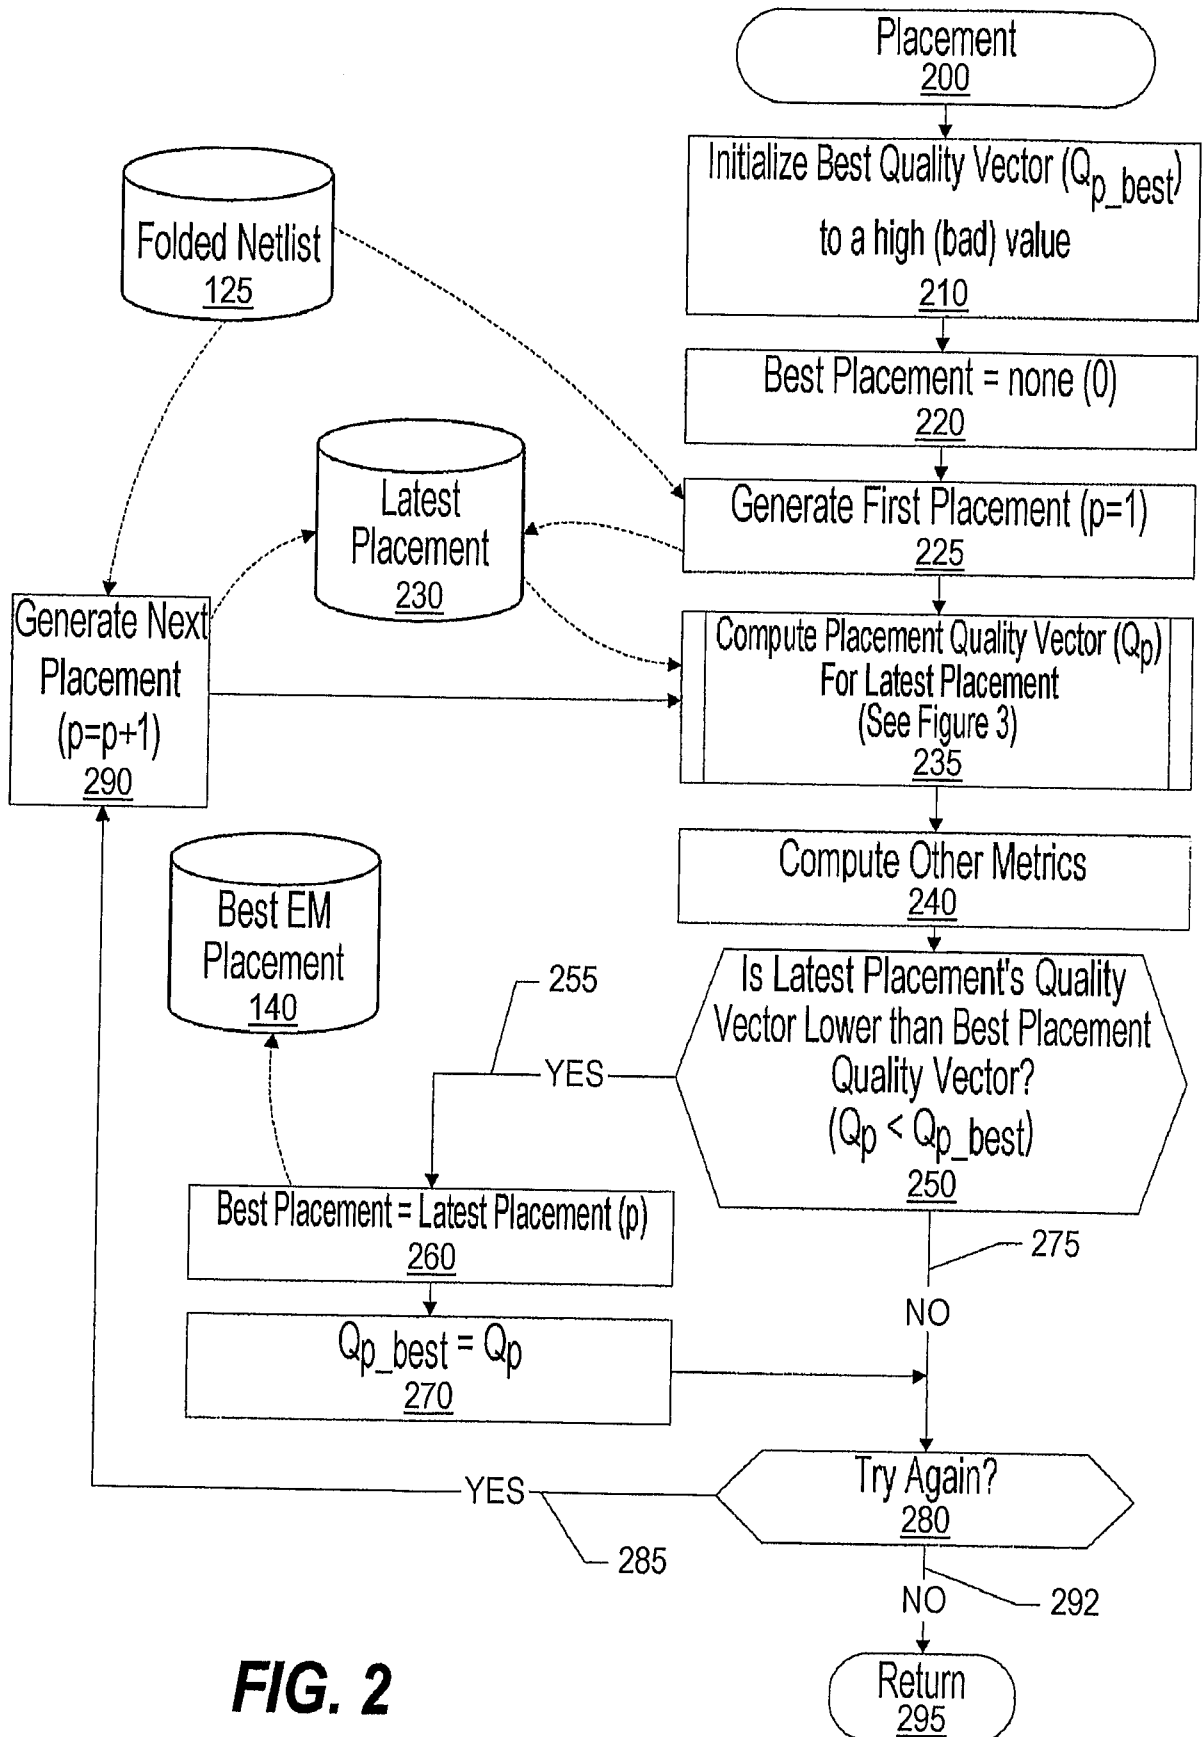 Placement
200
Initialize Best Quality Vector (Qp_best)
to a high (bad) value
210
Folded Netlist
125
Best Placement = none (0)
220
Generate First Placement (p=1)
225
Latest
Placement
230
Generate Next
Placement
(p=p+1)
290
Compute Placement Quality Vector (Qp)
For Latest Placement
(See Figure 3)
235
Compute Other Metrics
240
Best EM
Placement
140
Is Latest Placement's Quality
Vector Lower than Best Placement
Quality Vector?
(Qp < Qp_best)
250
255
YES
Best Placement = Latest Placement (p)
260
275
NO
Qp_best = Qp
270
Try Again?
280
YES
285
NO
292
Return
295
FIG. 2